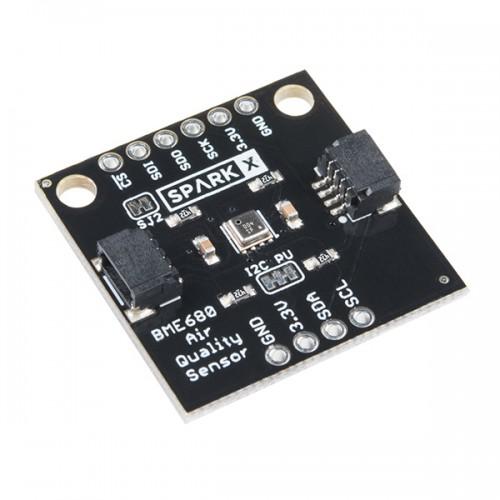 CS
SDI
SDO
SCK
3.3V
GND
SJ2
SPARK X
I2C PU
BME680
Air
Quality
Sensor
GND
3.3V
SDA
SCL